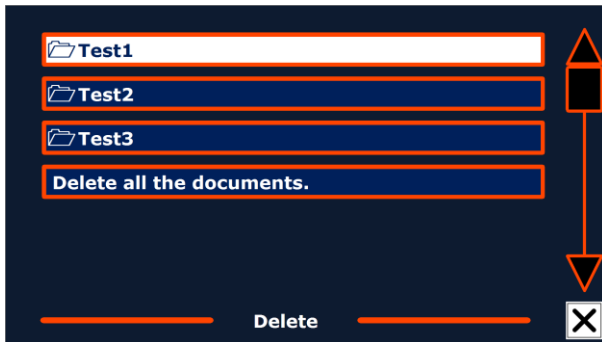 Test1
Test2
Test3
Delete all the documents.
Delete